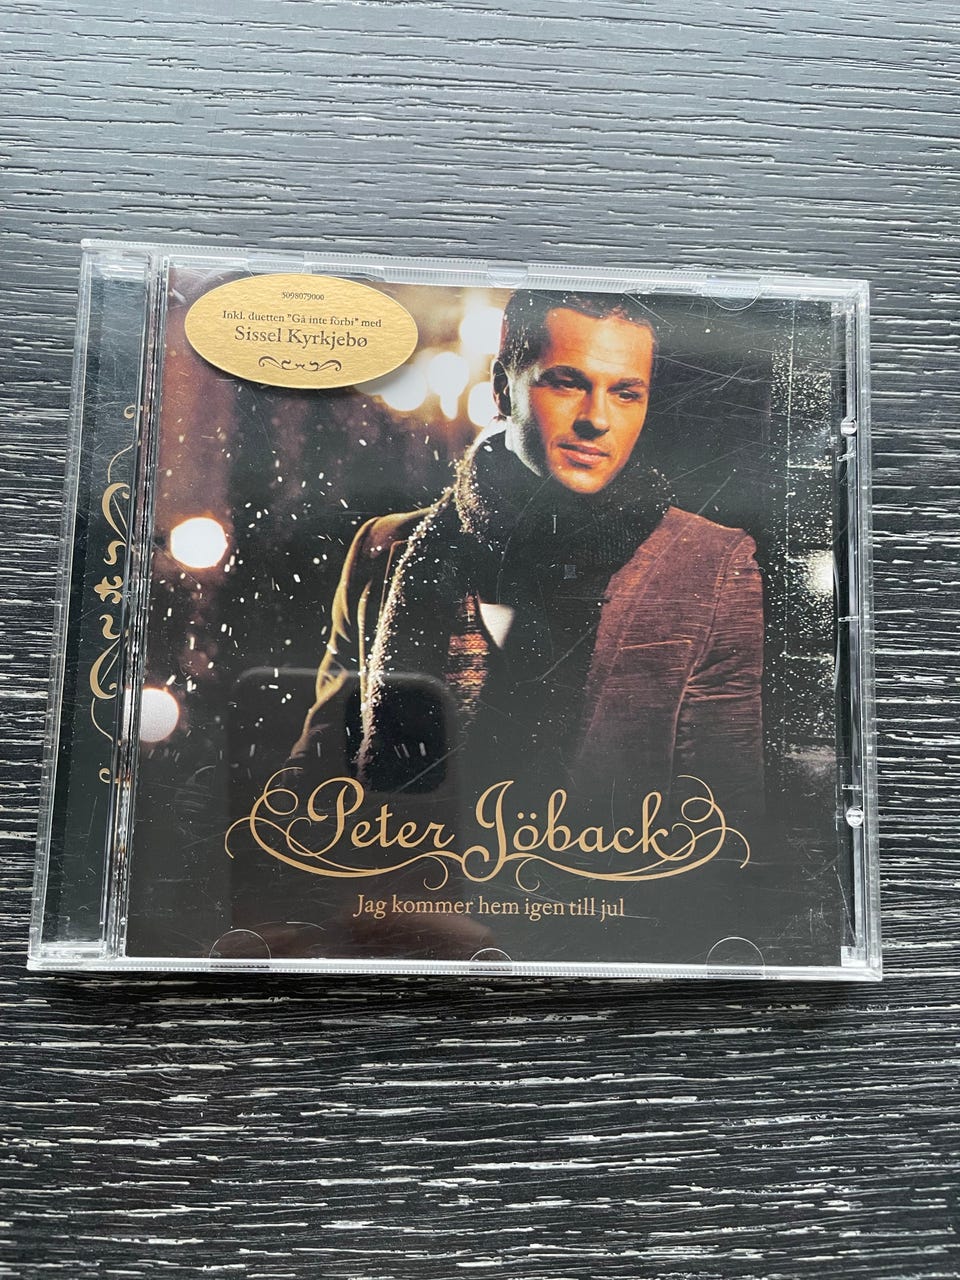 5098079000
Inkl. duetten "Gå inte förbi" med
Sissel Kyrkjebø
Peter Jöback
Jag kommer hem igen till jul